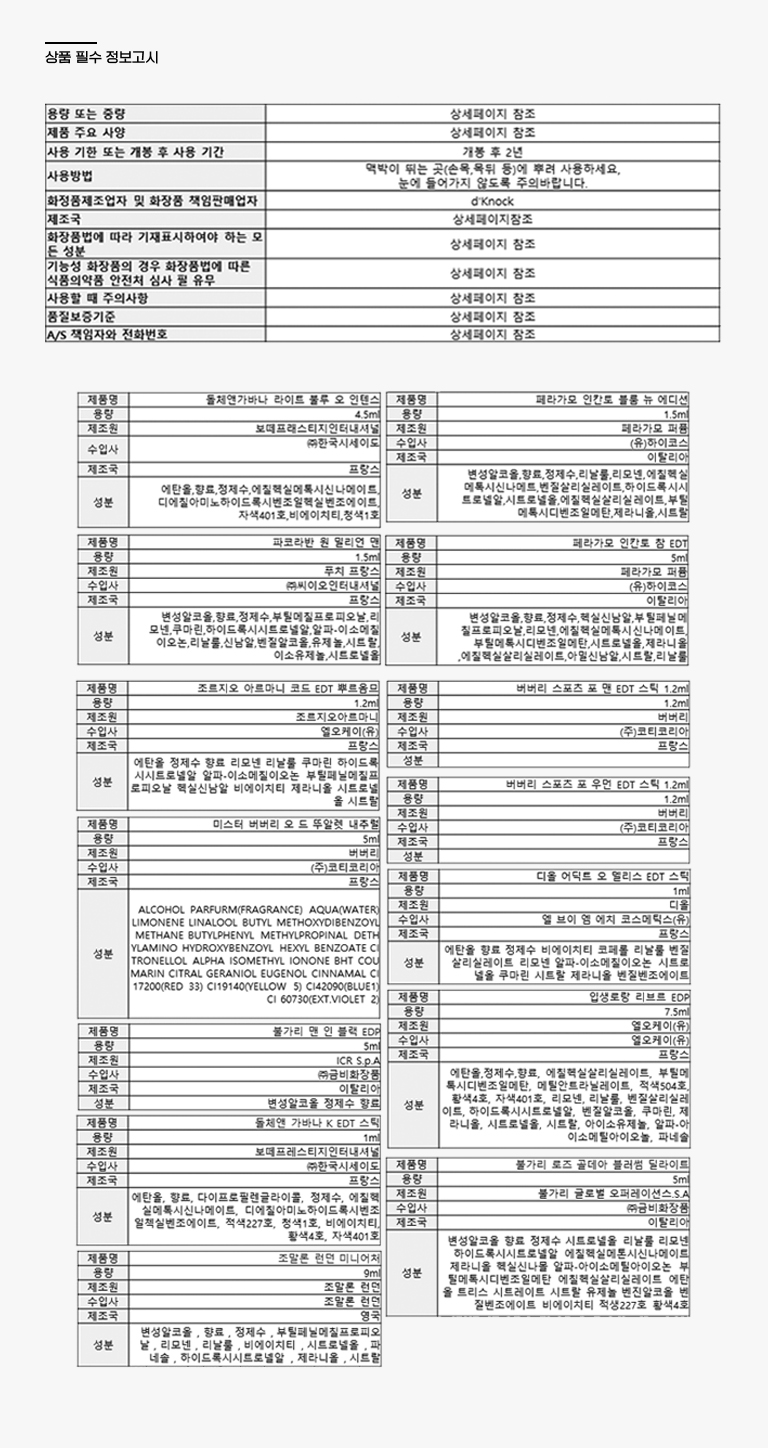 상품 필수 정보고시
용량 또는 중량 상세페이지 참조
제품 주요 사양 상세페이지 참조
사용 기한 또는 개봉 후 사용 기간 개봉 후 2년
사용방법 맥박이 뛰는 곳(손목,목뒤 등)에 뿌려 사용하세요,
눈에 들어가지 않도록 주의바랍니다.
화정품제조업자 및 화장품 책임판매업자 d'Knock
제조국 상세페이지참조
화장품법에 따라 기재표시하여야 하는 모
든 성분 상세페이지 참조
기능성 화장품의 경우 화장품법에 따른
식품의약품 안전처 심사 필 유무 상세페이지 참조
사용할 때 주의사항 상세페이지 참조
품질보증기준 상세페이지 참조
A/S 책임자와 전화번호 상세페이지 참조
제품명 돌체앤가바나 라이트 블루 오 인텐스
용량 4.5ml
제조원 보떼프래스티지인터내셔널
수입사 ㈜한국시세이도
제조국 프랑스
성분 에탄올,향료,정제수,에칠헥실메톡시신나메이트,
디에칠아미노하이드록시벤조일헥실벤조에이트,
자색401호,비에이치티,청색1호
제품명 파코라반 원 밀리언 맨
용량 1.5ml
제조원 푸치 프랑스
수입사 ㈜씨이오인터내셔널
제조국 프랑스
성분 변성알코올,향료,정제수,부틸메칠프로피오날,리
모넨,쿠마린,하이드록시시트로넬알,알파-이소메칠
이오논,리날룰,신남알,벤질알코올,유제놀,시트랄,
이소유제놀,시트로넬올
제품명 조르지오 아르마니 코드 EDT 뿌르옴므
용량 1.2ml
제조원 조르지오아르마니
수입사 엘오케이(유)
제조국 프랑스
성분 에탄올 정제수 향료 리모넨 리날룰 쿠마린 하이드록
시시트로넬알 알파-이소메칠이오논 부틸페닐메칠프
로피오날 헥실신남알 비에이치티 제라니올 시트로넬
올 시트랄
제품명 미스터 버버리 오 드 뚜알렛 내추럴
용량 5ml
제조원 버버리
수입사 (주)코티코리아
제조국 프랑스
성분 ALCOHOL PARFURM(FRAGRANCE) AQUA(WATER)
LIMONENE LINALOOL BUTYL METHOXYDIBENZOYL
METHANE BUTYLPHENYL METHYLPROPINAL DETH
YLAMINO HYDROXYBENZOYL HEXYL BENZOATE CI
TRONELLOL ALPHA ISOMETHYL IONONE BHT COU
MARIN CITRAL GERANIOL EUGENOL CINNAMAL CI
17200(RED 33) CI19140(YELLOW 5) CI42090(BLUE1)
CI 60730(EXT.VIOLET 2)
제품명 불가리 맨 인 블랙 EDP
용량 5ml
제조원 ICR S.p.A
수입사 ㈜금비화장품
제조국 이탈리아
성분 변성알코올 정제수 향료
제품명 돌체앤 가바나 K EDT 스틱
용량 1ml
제조원 보떼프레스티지인터내셔널
수입사 ㈜한국시세이도
제조국 프랑스
성분 에탄올, 향료, 다이프로필렌글라이콜, 정제수, 에칠헥
실메톡시신나메이트, 디에칠아미노하이드록시벤조
일헥실벤조에이트, 적색227호, 청색1호, 비에이치티,
황색4호, 자색401호
제품명 조말론 런던 미니어처
용량 9ml
제조원 조말론 런던
수입사 조말론 런던
제조국 영국
성분 변성알코올 , 향료 , 정제수 , 부틸페닐메칠프로피오
날 , 리모넨 , 리날룰 , 비에이치티 , 시트로넬올 , 파
네솔 , 하이드록시시트로넬알 , 제라니올 , 시트랄
제품명 페라가모 인칸토 블룸 뉴 에디션
용량 1.5ml
제조원 페라가모 퍼퓸
수입사 (유)하이코스
제조국 이탈리아
성분 변성알코올,향료,정제수,리날룰,리모넨,에칠헥실
메톡시신나메트,벤질살리실레이트,하이드록시시
트로넬알,시트로넬올,에칠헥실살리실레이트,부틸
메톡시디벤조일메탄,제라니올,시트랄
제품명 페라가모 인칸토 참 EDT
용량 5ml
제조원 페라가모 퍼퓸
수입사 (유)하이코스
제조국 이탈리아
성분 변성알코올,향료,정제수,헥실신남알,부틸페닐메
칠프로피오날,리모넨,에칠헥실메톡시신나메이트,
부틸메톡시디벤조일메탄,시트로넬올,제라니올
,에칠헥실살리실레이트,아밀신남알,시트랄,리날룰
제품명 버버리 스포츠 포 맨 EDT 스틱 1.2ml
용량 1.2ml
제조원 버버리
수입사 (주)코티코리아
제조국 프랑스
성분
제품명 버버리 스포츠 포 우먼 EDT 스틱 1.2ml
용량 1.2ml
제조원 버버리
수입사 (주)코티코리아
제조국 프랑스
성분
제품명 디올 어딕트 오 델리스 EDT 스틱
용량 1ml
제조원 디올
수입사 엘 브이 엠 에치 코스메틱스(유)
제조국 프랑스
성분 에탄올 향료 정제수 비에이치티 코페롤 리날룰 벤질
살리실레이트 리모넨 알파-이소메칠이오논 시트로
넬올 쿠마린 시트랄 제라니올 벤질벤조에이트
제품명 입생로랑 리브르 EDP
용량 7.5ml
제조원 엘오케이(유)
수입사 엘오케이(유)
제조국 프랑스
성분 에탄올,정제수,향료, 에칠헥실살리실레이트, 부틸메
톡시디벤조일메탄, 메틸안트라닐레이트, 적색504호,
황색4호, 자색401호, 리모넨, 리날룰, 벤질살리실레
이트, 하이드록시시트로넬알, 벤질알코올, 쿠마린, 제
라니올, 시트로넬올, 시트랄, 아이소유제놀, 알파-아
이소메틸아이오논, 파네솔
제품명 불가리 로즈 골데아 블러썸 딜라이트
용량 5ml
제조원 불가리 글로벌 오퍼레이션스.S.A
수입사 ㈜금비화장품
제조국 이탈리아
성분 변성알코올 향료 정제수 시트로넬올 리날룰 리모넨
하이드록시시트로넬알 에칠헥실메톤시신나메이트
제라니올 헥실신나몰 알파-아이소메틸아이오논 부
틸메톡시디벤조일메탄 에칠헥실살리실레이트 에탄
올 트리스 시트레이트 시트랄 유제놀 벤진알코올 벤
질벤조에이트 비에이치티 적생227호 황색4호